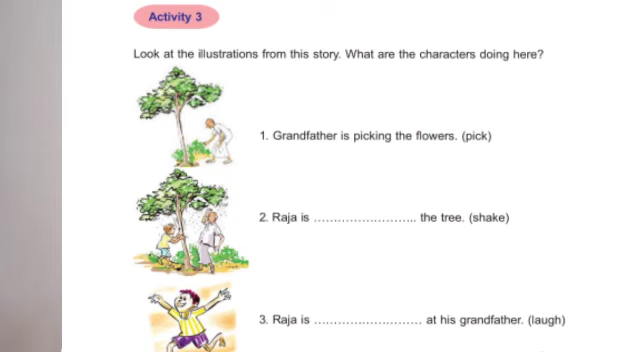 Activity 3
Look at the illustrations from this story. What are the characters doing here?
1. Grandfather is picking the flowers. (pick)
2. Raja is .......................... the tree. (shake)
3. Raja is ........................... at his grandfather. (laugh)